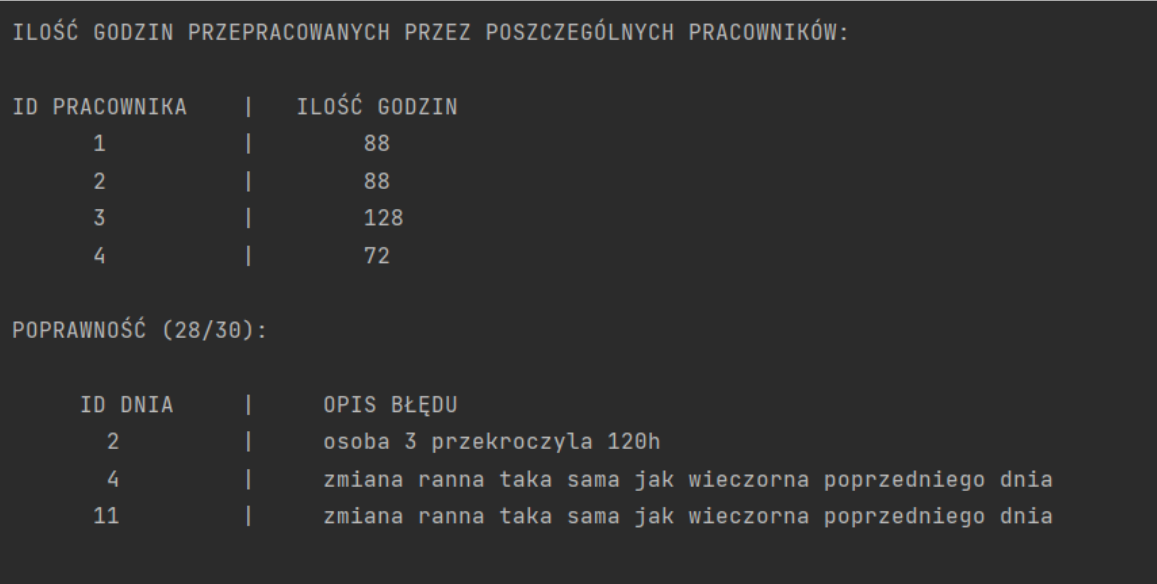 ILOŚĆ GODZIN PRZEPRACOWANYCH PRZEZ POSZCZEGÓLNYCH PRACOWNIKÓW:
ID PRACOWNIKA | ILOŚĆ GODZIN
1 | 88
2 | 88
3 | 128
4 | 72
POPRAWNOŚĆ (28/30):
ID DNIA | OPIS BŁĘDU
2 | osoba 3 przekroczyla 120h
4 | zmiana ranna taka sama jak wieczorna poprzedniego dnia
11 | zmiana ranna taka sama jak wieczorna poprzedniego dnia